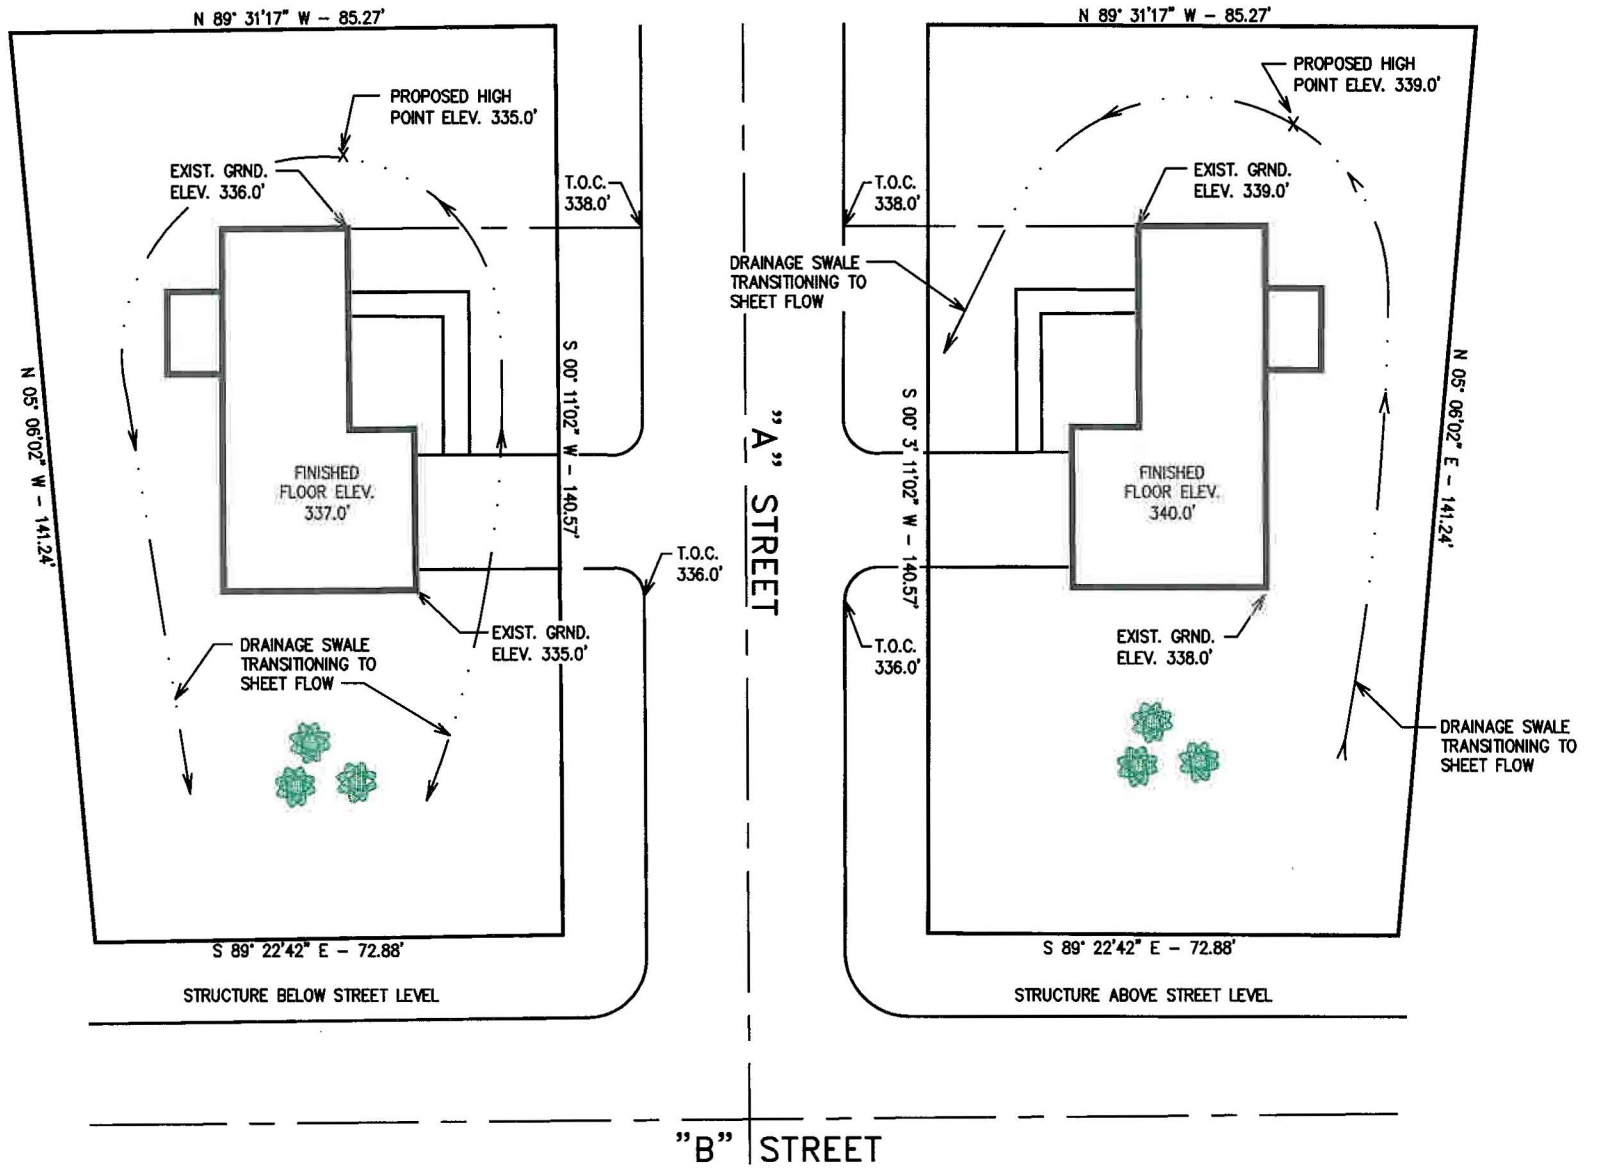 N 89° 31'17" W - 85.27'
PROPOSED HIGH
POINT ELEV. 335.0'
EXIST. GRND.
ELEV. 336.0'
T.O.C.
338.0'
N 05° 06'02" W - 141.24'
S 00° 11'02" W - 140.57'
FINISHED
FLOOR ELEV.
337.0'
T.O.C.
336.0'
EXIST. GRND.
ELEV. 335.0'
DRAINAGE SWALE
TRANSITIONING TO
SHEET FLOW
S 89° 22'42" E - 72.88'
STRUCTURE BELOW STREET LEVEL
"A" STREET
N 89° 31'17" W - 85.27'
PROPOSED HIGH
POINT ELEV. 339.0'
EXIST. GRND.
ELEV. 339.0'
T.O.C.
338.0'
DRAINAGE SWALE
TRANSITIONING TO
SHEET FLOW
S 00° 3' 11'02" W - 140.57'
N 05° 06'02" E - 141.24'
FINISHED
FLOOR ELEV.
340.0'
T.O.C.
336.0'
EXIST. GRND.
ELEV. 338.0'
DRAINAGE SWALE
TRANSITIONING TO
SHEET FLOW
S 89° 22'42" E - 72.88'
STRUCTURE ABOVE STREET LEVEL
"B" STREET